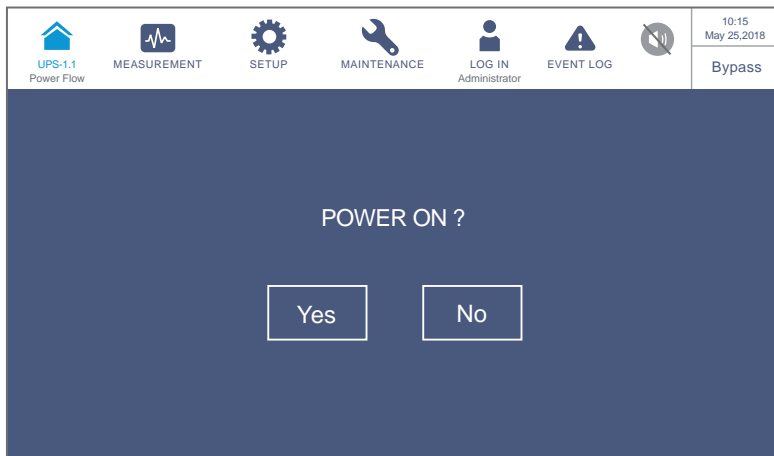 UPS-1.1
Power Flow
MEASUREMENT
SETUP
MAINTENANCE
LOG IN
Administrator
EVENT LOG
10:15
May 25,2018
Bypass
POWER ON ?
Yes
No